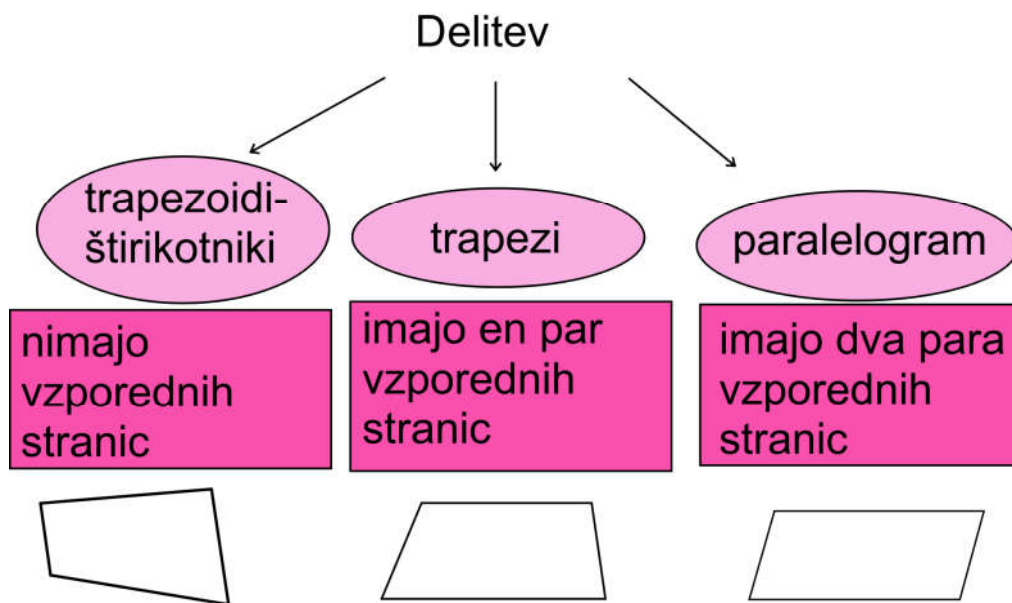 Delitev
trapezoidi-
štirikotniki
trapezi
paralelogram
nimajo
vzporednih
stranic
imajo en par
vzporednih
stranic
imajo dva para
vzporednih
stranic